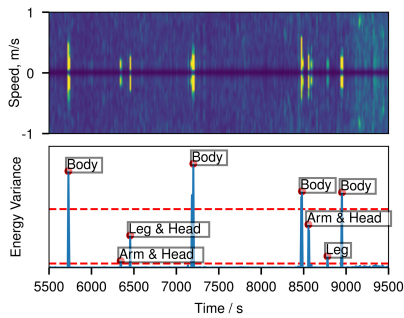 1
0
-1
Speed, m/s
Energy Variance
Body
Body
Body
Body
Arm & Head
Leg & Head
Arm & Head
Leg
5500 6000 6500 7000 7500 8000 8500 9000 9500
Time / s